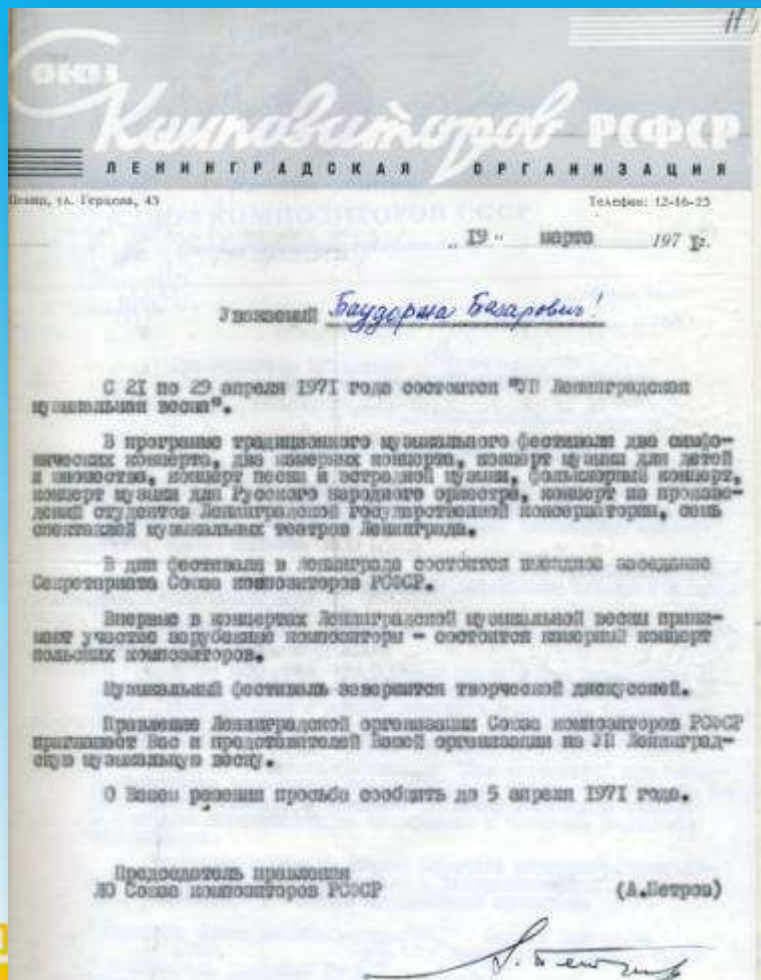 СОЮЗ
Композиторов РСФСР
ЛЕНИНГРАДСКАЯ ОРГАНИЗАЦИЯ
ул. Герцена, 45
Телефон: 12-16-25
„ 19 " марта 1971 г.
Уважаемый Баудоржа Базарович!
С 21 по 29 апреля 1971 года состоится "УП Ленинградская
музыкальная весна".
В программе традиционного музыкального фестиваля два симфо-
нических концерта, два камерных концерта, концерт музыки для детей
и юношества, концерт песни и эстрадной музыки, фольклорный концерт,
концерт музыки для Русского народного оркестра, концерт из произве-
дений студентов Ленинградской Государственной консерватории, семь
спектаклей музыкальных театров Ленинграда.
В дни фестиваля в Ленинграде состоится выездное заседание
Секретариата Союза композиторов РСФСР.
Впервые в концертах Ленинградской музыкальной весны прини-
мают участие зарубежные композиторы – состоится камерный концерт
польских композиторов.
Музыкальный фестиваль завершится творческой дискуссией.
Правление Ленинградской организации Союза композиторов РСФСР
приглашает Вас и представителей Вашей организации на УП Ленинград-
скую музыкальную весну.
О Вашем решении просьба сообщить до 5 апреля 1971 года.
Председатель правления
ЛО Союза композиторов РСФСР (А.Петров)